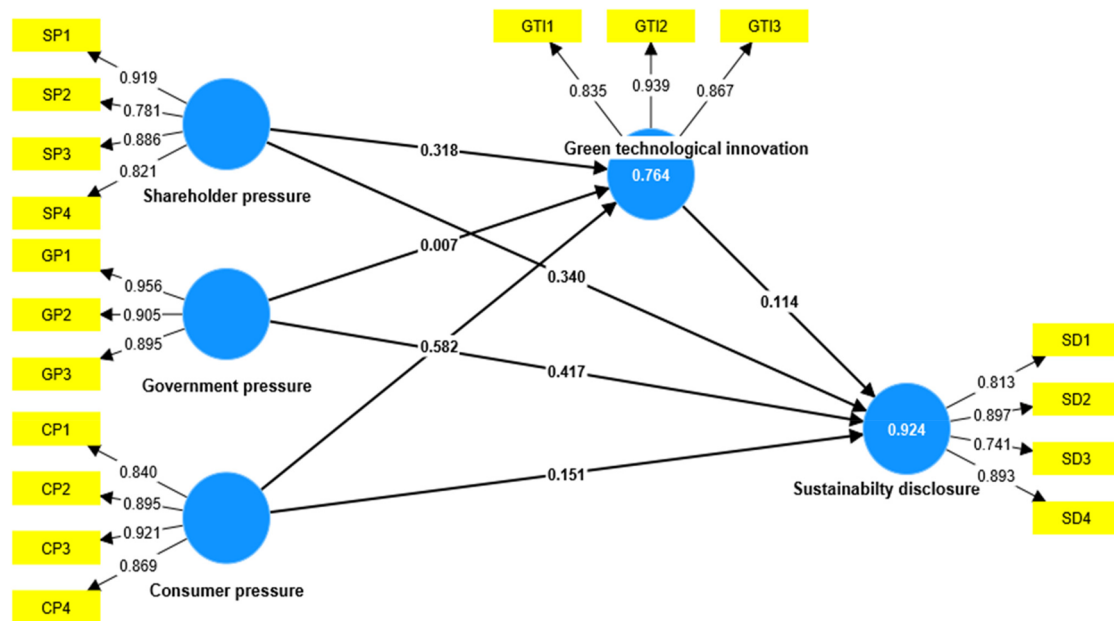 SP1
SP2
SP3
SP4
0.919
0.781
0.886
0.821
Shareholder pressure
GP1
GP2
GP3
0.956
0.905
0.895
Government pressure
CP1
CP2
CP3
CP4
0.840
0.895
0.921
0.869
Consumer pressure
GTI1
GTI2
GTI3
0.835
0.939
0.867
Green technological innovation
0.764
0.318
0.007
0.340
0.582
0.417
0.151
0.114
0.924
Sustainabilty disclosure
0.813
0.897
0.741
0.893
SD1
SD2
SD3
SD4